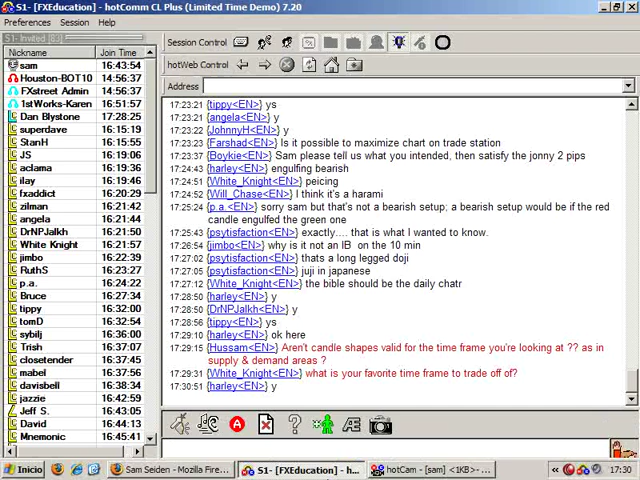 S1- [FXEducation] - hotComm CL Plus (Limited Time Demo) 7.20
Preferences Session Help
S1- Invited
Nickname Join Time
sam 16:43:54
Houston-BOT10 14:56:37
FXstreet Admin 14:56:37
1stWorks-Karen 16:51:57
Dan Blystone 17:28:25
superdave 16:15:19
StanH 16:15:55
JS 16:19:06
aclama 16:19:36
ilay 16:19:46
fxaddict 16:20:29
zilman 16:21:42
angela 16:21:44
DrNPJalkh 16:21:50
White Knight 16:21:55
jimbo 16:22:39
RuthS 16:23:37
p.a. 16:24:22
Bruce 16:27:34
tippy 16:32:00
tomD 16:33:54
sybilj 16:36:00
Trish 16:37:07
closetender 16:37:45
mabel 16:37:56
davisbell 16:38:34
jazzie 16:42:54
Jeff S. 16:43:05
David 16:44:13
Mnemonic 16:45:41
Session Control
hotWeb Control
Address
17:23:21 {tippy<EN>} ys
17:23:21 {angela<EN>} y
17:23:22 {JohnnyH<EN>} y
17:23:23 {Farshad<EN>} Is it possible to maximize chart on trade station
17:23:37 {Boykie<EN>} Sam please tell us what you intended, then satisfy the jonny 2 pips
17:24:43 {harley<EN>} engulfing bearish
17:24:51 {White_Knight<EN>} peicing
17:24:52 {Will_Chase<EN>} I think it's a harami
17:25:24 {p.a.<EN>} sorry sam but that's not a bearish setup; a bearish setup would be if the red
candle engulfed the green one
17:25:43 {psytisfaction<EN>} exactly.... that is what I wanted to know.
17:26:54 {jimbo<EN>} why is it not an IB on the 10 min
17:27:02 {psytisfaction<EN>} thats a long legged doji
17:27:05 {psytisfaction<EN>} juji in japanese
17:27:12 {White_Knight<EN>} the bible should be the daily chatr
17:28:50 {harley<EN>} y
17:28:50 {DrNPJalkh<EN>} y
17:28:56 {tippy<EN>} ys
17:29:10 {harley<EN>} ok here
17:29:15 {Hussam<EN>} Aren't candle shapes valid for the time frame you're looking at ?? as in
supply & demand areas ?
17:29:31 {White_Knight<EN>} what is your favorite time frame to trade off of?
17:30:51 {harley<EN>} y
Inicio
Sam Seiden - Mozilla Fire...
S1- [FXEducation] - h...
hotCam - [sam] <1KB>-...
17:30